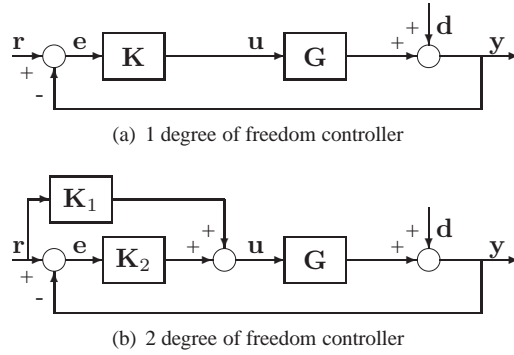 + d
r e K u G + + y
+
-
(a) 1 degree of freedom controller
K₁
+ + d
r e K₂ + u G + + y
+
-
(b) 2 degree of freedom controller